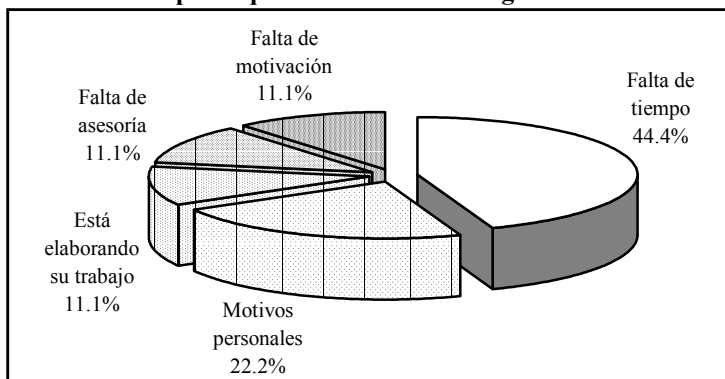 Falta de
motivación
11.1%
Falta de
tiempo
44.4%
Falta de
asesoría
11.1%
Está
elaborando
su trabajo
11.1%
Motivos
personales
22.2%